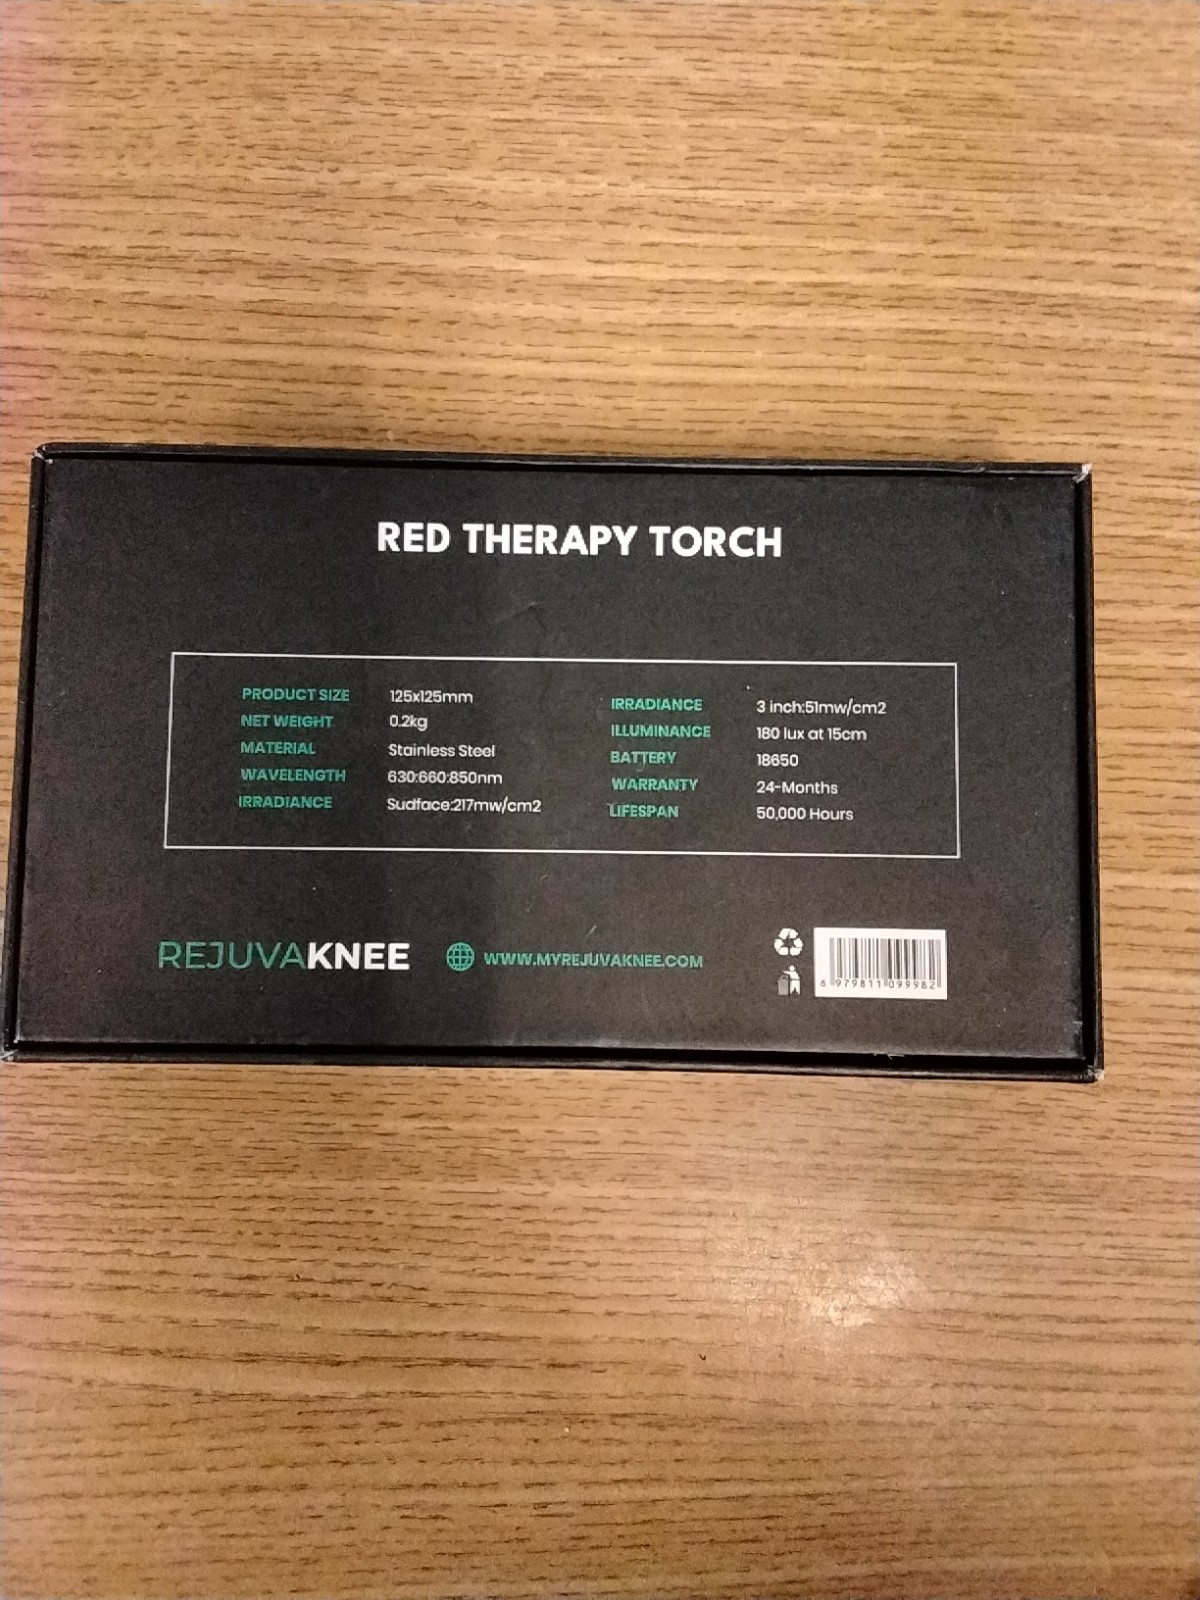 RED THERAPY TORCH
PRODUCT SIZE 125x125mm
NET WEIGHT 0.2kg
MATERIAL Stainless Steel
WAVELENGTH 630:660:850nm
IRRADIANCE Sudface:217mw/cm2
IRRADIANCE 3 inch:51mw/cm2
ILLUMINANCE 180 lux at 15cm
BATTERY 18650
WARRANTY 24-Months
LIFESPAN 50,000 Hours
REJUVAKNEE WWW.MYREJUVAKNEE.COM
6 979811 099982